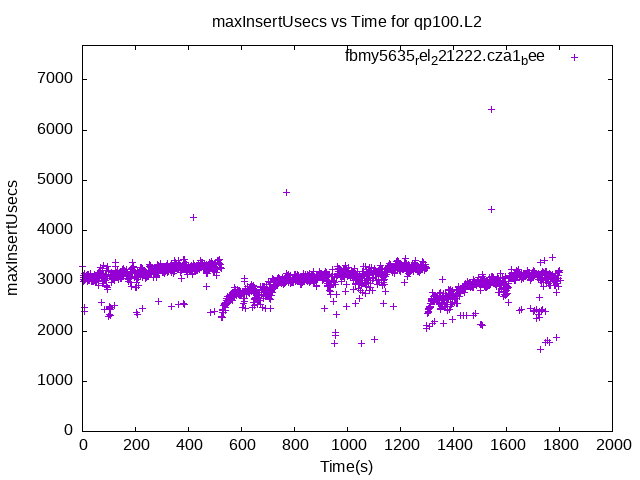 maxInsertUsecs vs Time for qp100.L2
fbmy5635relel_221222.cza1_bee
7000
6000
5000
4000
3000
2000
1000
0
maxInsertUsecs
0 200 400 600 800 1000 1200 1400 1600 1800 2000
Time(s)